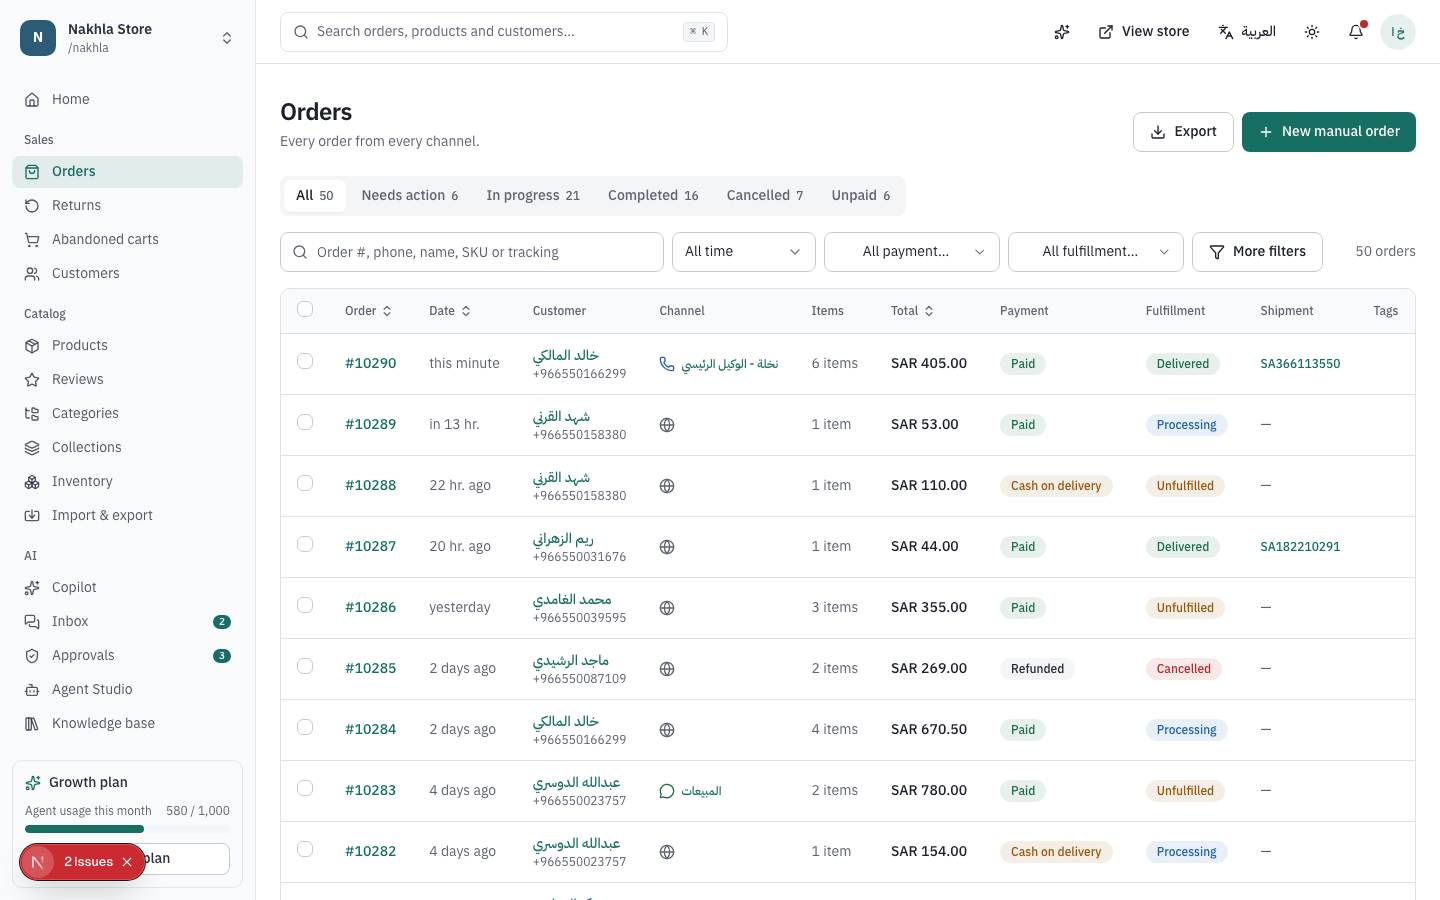 N
Nakhla Store
/nakhla
Search orders, products and customers...
⌘ K
View store
العربية
خ ا
Home
Sales
Orders
Returns
Abandoned carts
Customers
Catalog
Products
Reviews
Categories
Collections
Inventory
Import & export
AI
Copilot
Inbox 2
Approvals 3
Agent Studio
Knowledge base
Growth plan
Agent usage this month 580 / 1,000
plan
N 2 Issues
Orders
Every order from every channel.
Export
New manual order
All 50 Needs action 6 In progress 21 Completed 16 Cancelled 7 Unpaid 6
Order #, phone, name, SKU or tracking
All time
All payment...
All fulfillment...
More filters
50 orders
Order Date Customer Channel Items Total Payment Fulfillment Shipment Tags
#10290 this minute خالد المالكي نخلة - الوكيل الرئيسي 6 items SAR 405.00 Paid Delivered SA366113550
+966550166299
#10289 in 13 hr. شهد القرني 1 item SAR 53.00 Paid Processing —
+966550158380
#10288 22 hr. ago شهد القرني 1 item SAR 110.00 Cash on delivery Unfulfilled —
+966550158380
#10287 20 hr. ago ريم الزهراني 1 item SAR 44.00 Paid Delivered SA182210291
+966550031676
#10286 yesterday محمد الغامدي 3 items SAR 355.00 Paid Unfulfilled —
+966550039595
#10285 2 days ago ماجد الرشيدي 2 items SAR 269.00 Refunded Cancelled —
+966550087109
#10284 2 days ago خالد المالكي 4 items SAR 670.50 Paid Processing —
+966550166299
#10283 4 days ago عبدالله الدوسري المبيعات 2 items SAR 780.00 Paid Unfulfilled —
+966550023757
#10282 4 days ago عبدالله الدوسري 1 item SAR 154.00 Cash on delivery Processing —
+966550023757